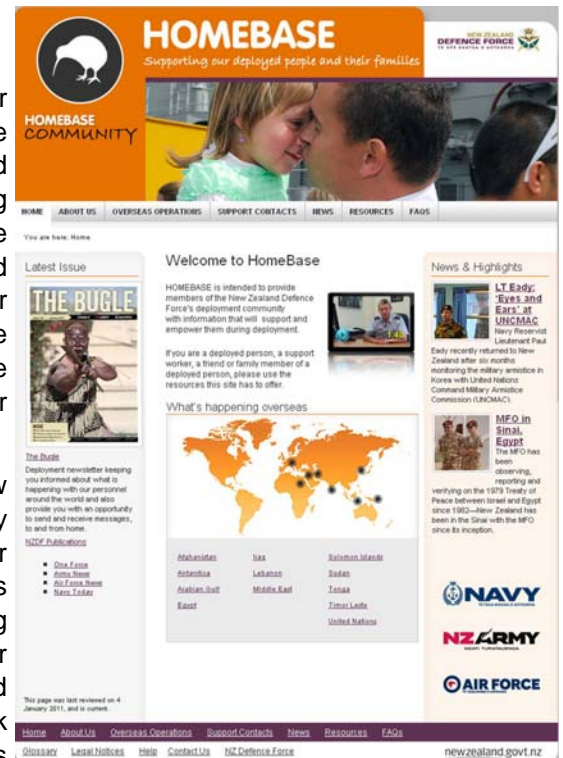 HOMEBASE
Supporting our deployed people and their families
NEW ZEALAND
DEFENCE FORCE
TE OPE KAATUA O AOTEAROA
HOMEBASE
COMMUNITY
HOME ABOUT US OVERSEAS OPERATIONS SUPPORT CONTACTS NEWS RESOURCES FAQS
You are here: Home
Latest Issue
THE BUGLE
The Bugle
Deployment newsletter keeping
you informed about what is
happening with our personnel
around the world and also
provide you with an opportunity
to send and receive messages,
to and from home.
NZDF Publications
One Force
Army News
Air Force News
Navy Today
This page was last reviewed on 4
January 2011, and is current.
Welcome to HomeBase
HOMEBASE is intended to provide
members of the New Zealand Defence
Force's deployment community
with information that will support and
empower them during deployment.
If you are a deployed person, a support
worker, a friend or family member of a
deployed person, please use the
resources this site has to offer.
What's happening overseas
Afghanistan Iraq Solomon Islands
Antarctica Lebanon Sudan
Arabian Gulf Middle East Tonga
Egypt Timor Leste
United Nations
News & Highlights
LT Eady:
'Eyes and
Ears' at
UNCMAC
Navy Reservist
Lieutenant Paul
Eady recently returned to New
Zealand after six months
monitoring the military armistice in
Korea with United Nations
Command Military Armistice
Commission (UNCMAC).
MFO in
Sinai,
Egypt
The MFO has
been
observing,
reporting and
verifying on the 1979 Treaty of
Peace between Israel and Egypt
since 1982—New Zealand has
been in the Sinai with the MFO
since its inception.
NAVY
NZARMY
AIR FORCE
Home About Us Overseas Operations Support Contacts News Resources FAQs
Glossary Legal Notices Help Contact Us NZ Defence Force
newzealand.govt.nz